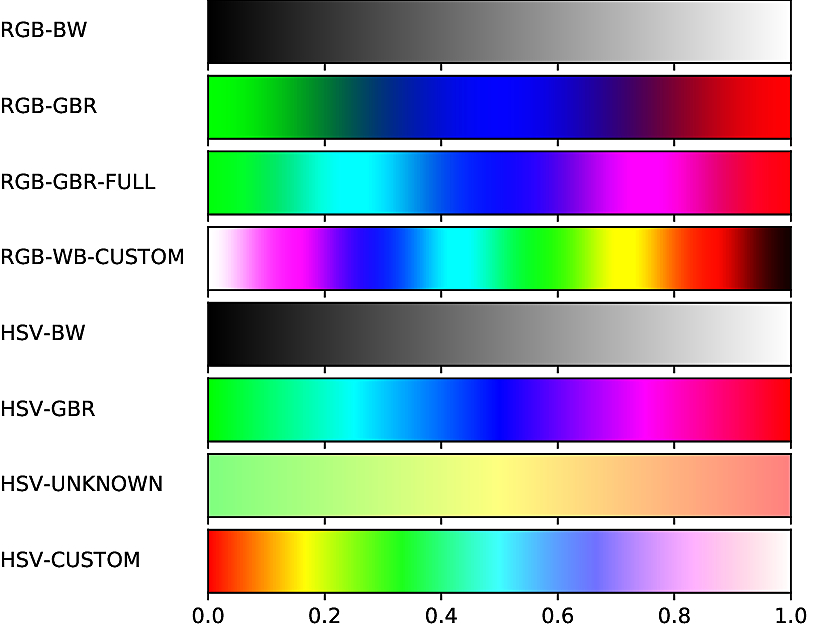 RGB-BW
RGB-GBR
RGB-GBR-FULL
RGB-WB-CUSTOM
HSV-BW
HSV-GBR
HSV-UNKNOWN
HSV-CUSTOM
0.0 0.2 0.4 0.6 0.8 1.0